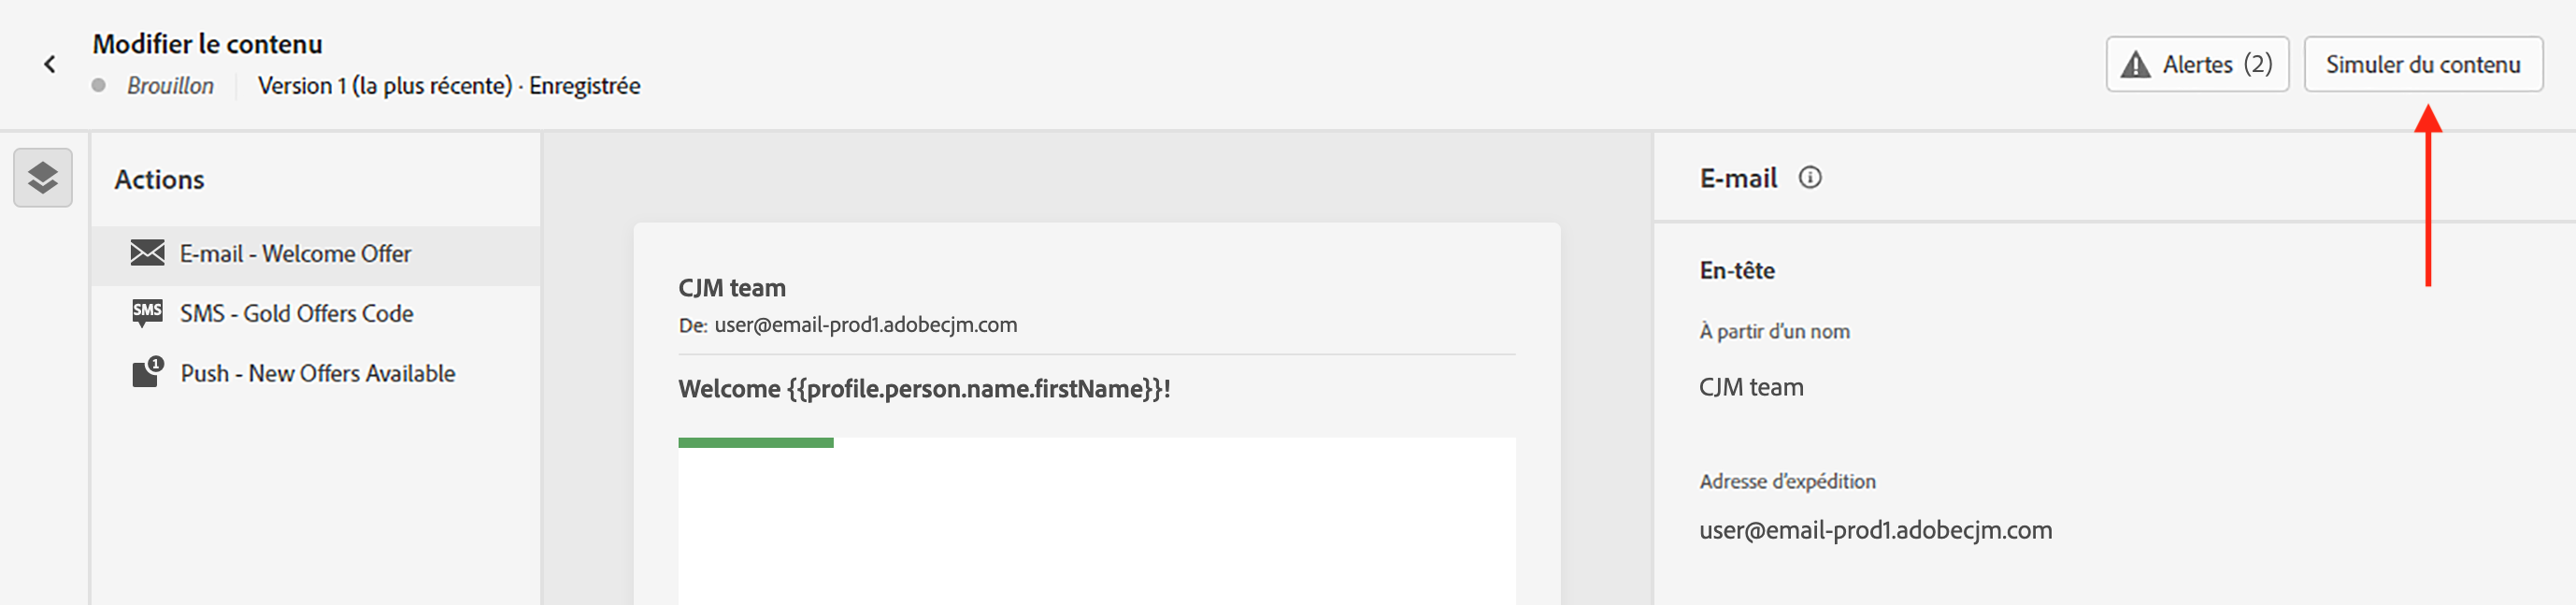 Modifier le contenu
Brouillon Version 1 (la plus récente) · Enregistrée
Alertes (2)
Simuler du contenu
Actions
E-mail - Welcome Offer
SMS SMS - Gold Offers Code
1 Push - New Offers Available
CJM team
De: user@email-prod1.adobecjm.com
Welcome {{profile.person.name.firstName}}!
E-mail
En-tête
À partir d'un nom
CJM team
Adresse d'expédition
user@email-prod1.adobecjm.com